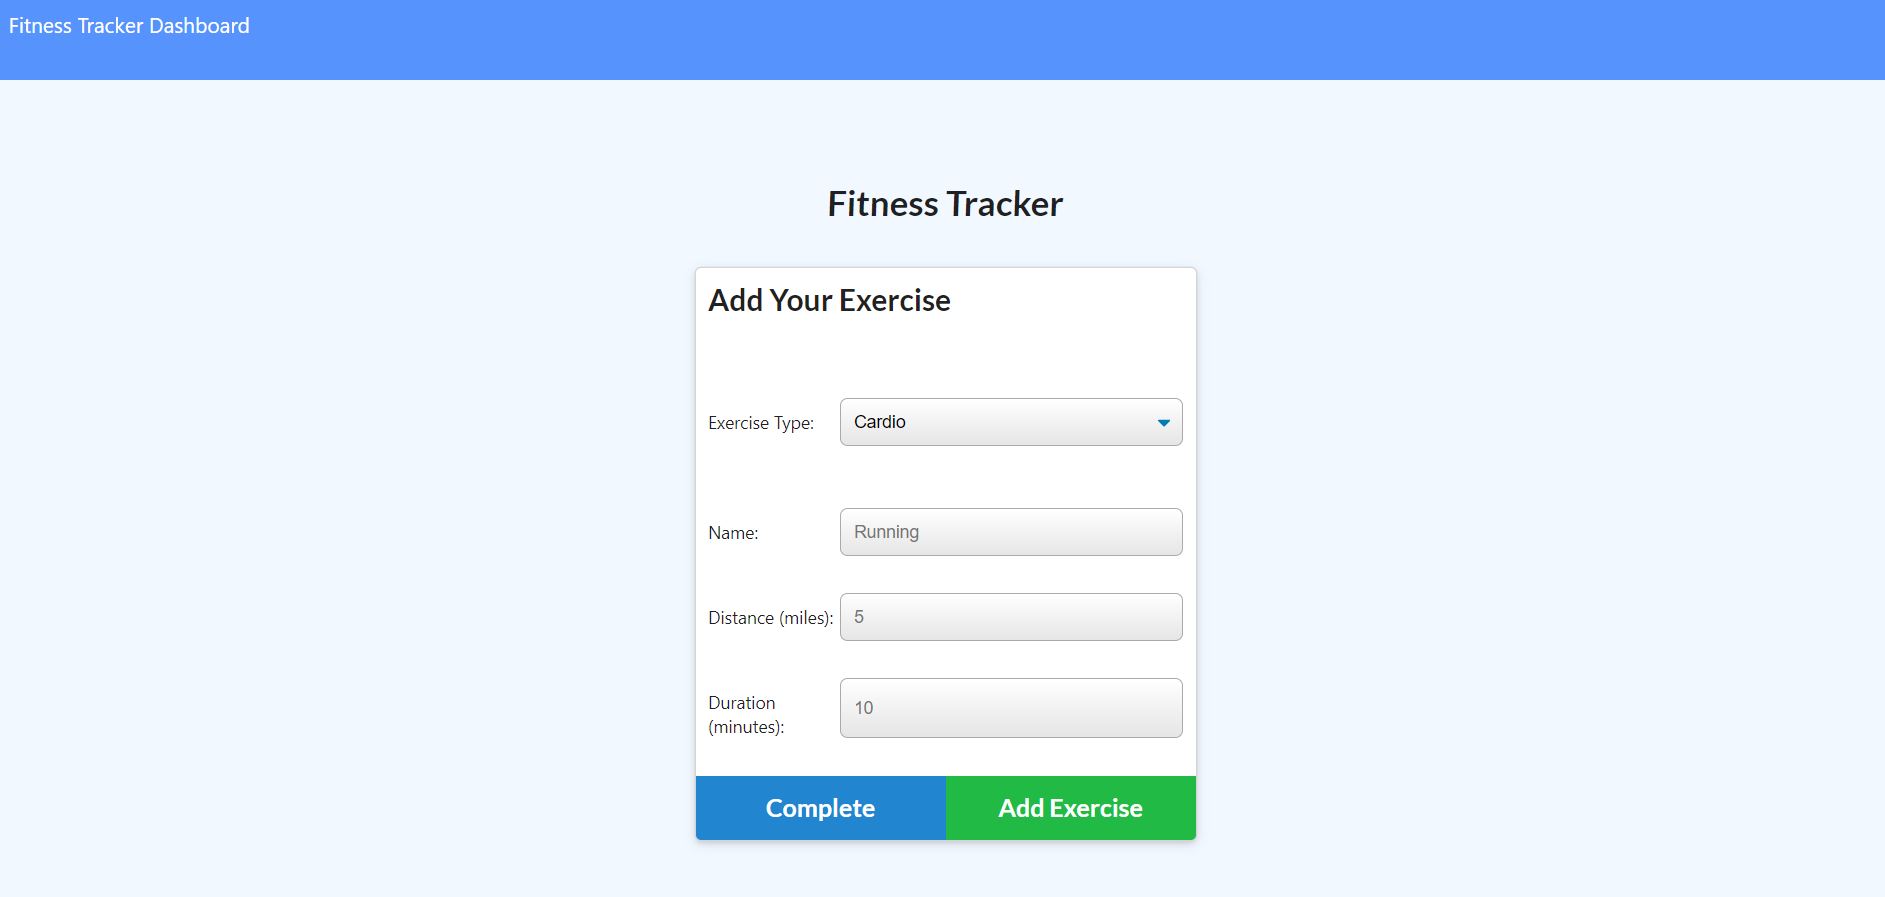 Fitness Tracker Dashboard
Fitness Tracker
Add Your Exercise
Exercise Type: Cardio
Name: Running
Distance (miles): 5
Duration (minutes): 10
Complete Add Exercise